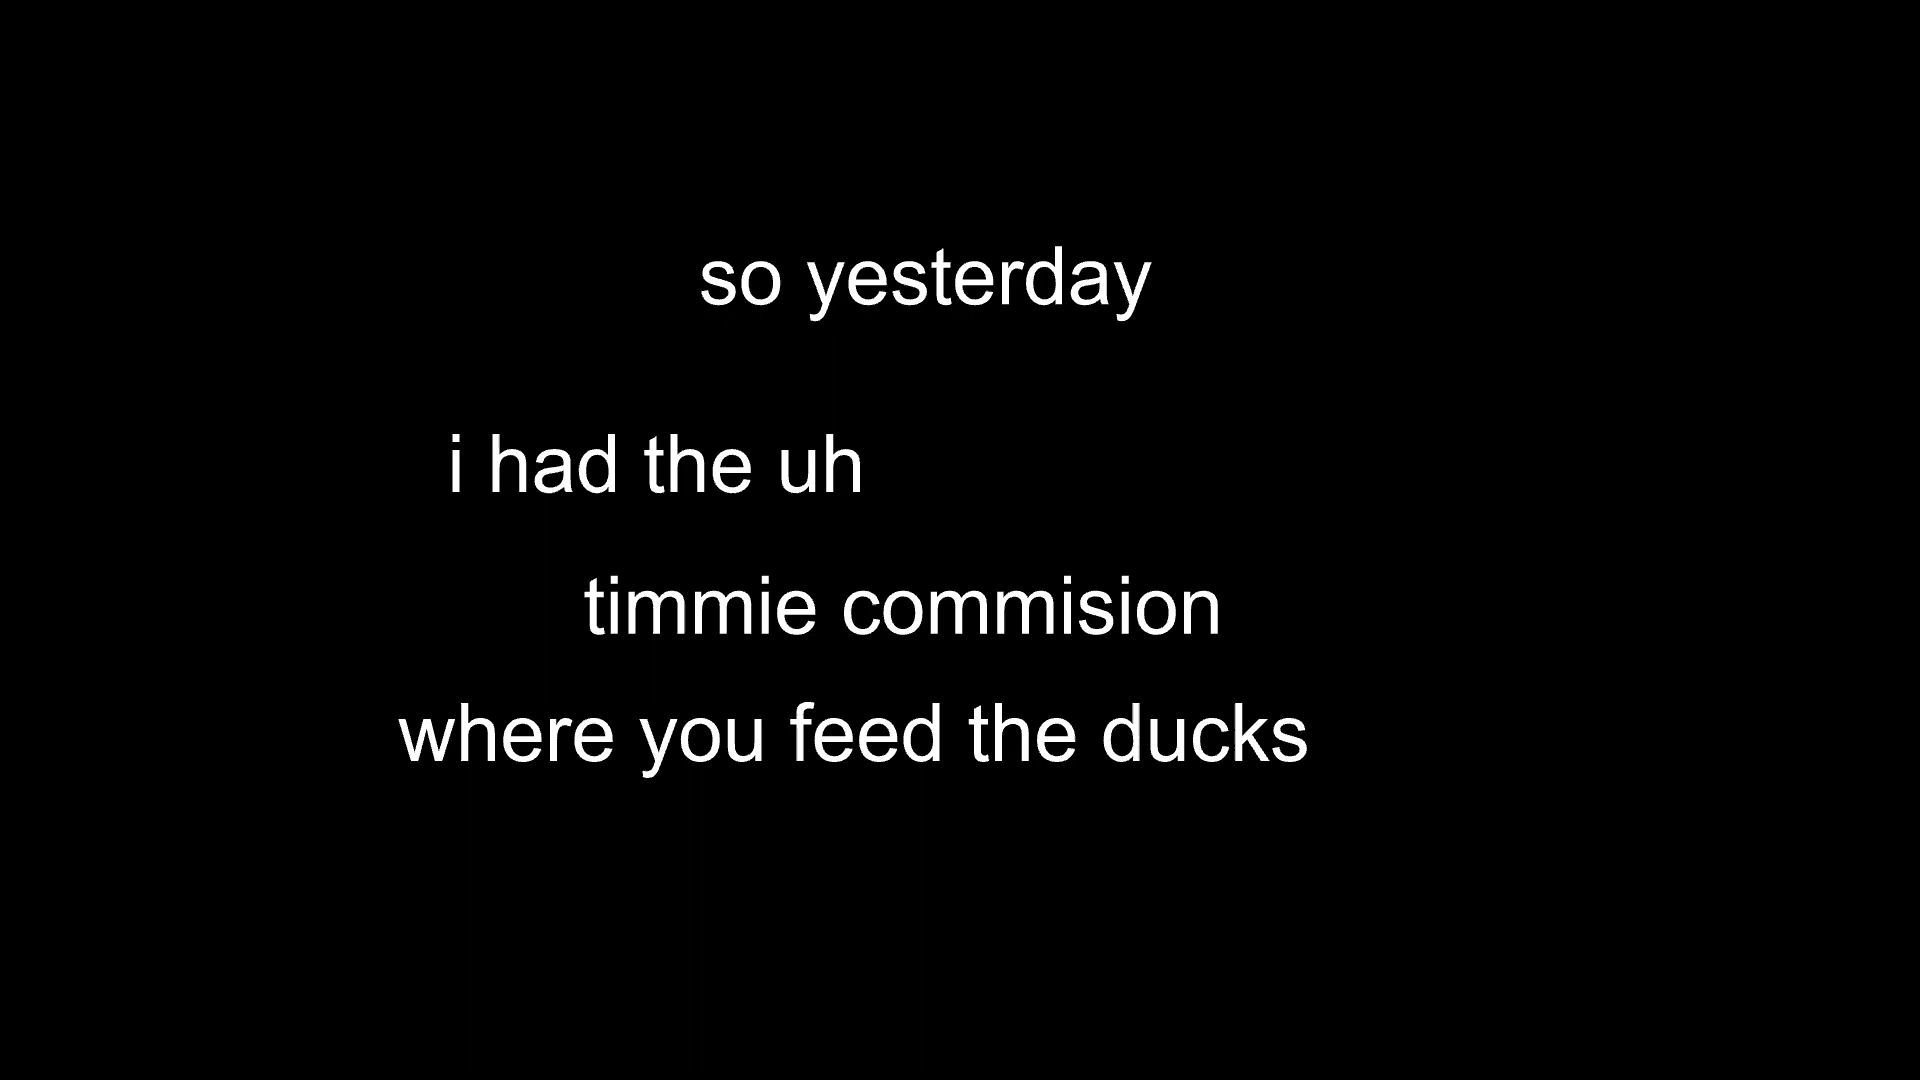 so yesterday
i had the uh
timmie commision
where you feed the ducks